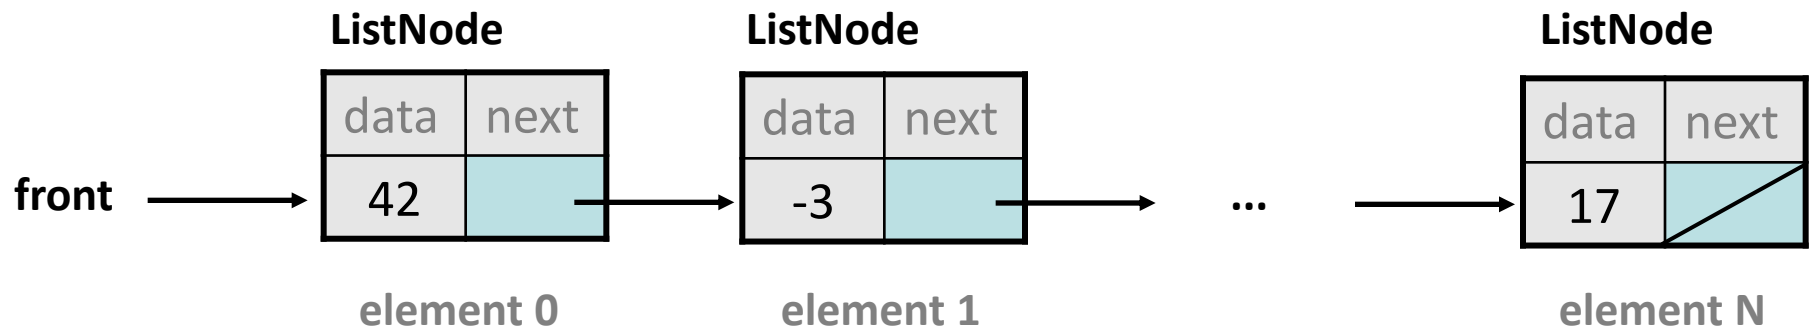 ListNode ListNode ListNode
data next data next data next
front 42 -3 ... 17
element 0 element 1 element N